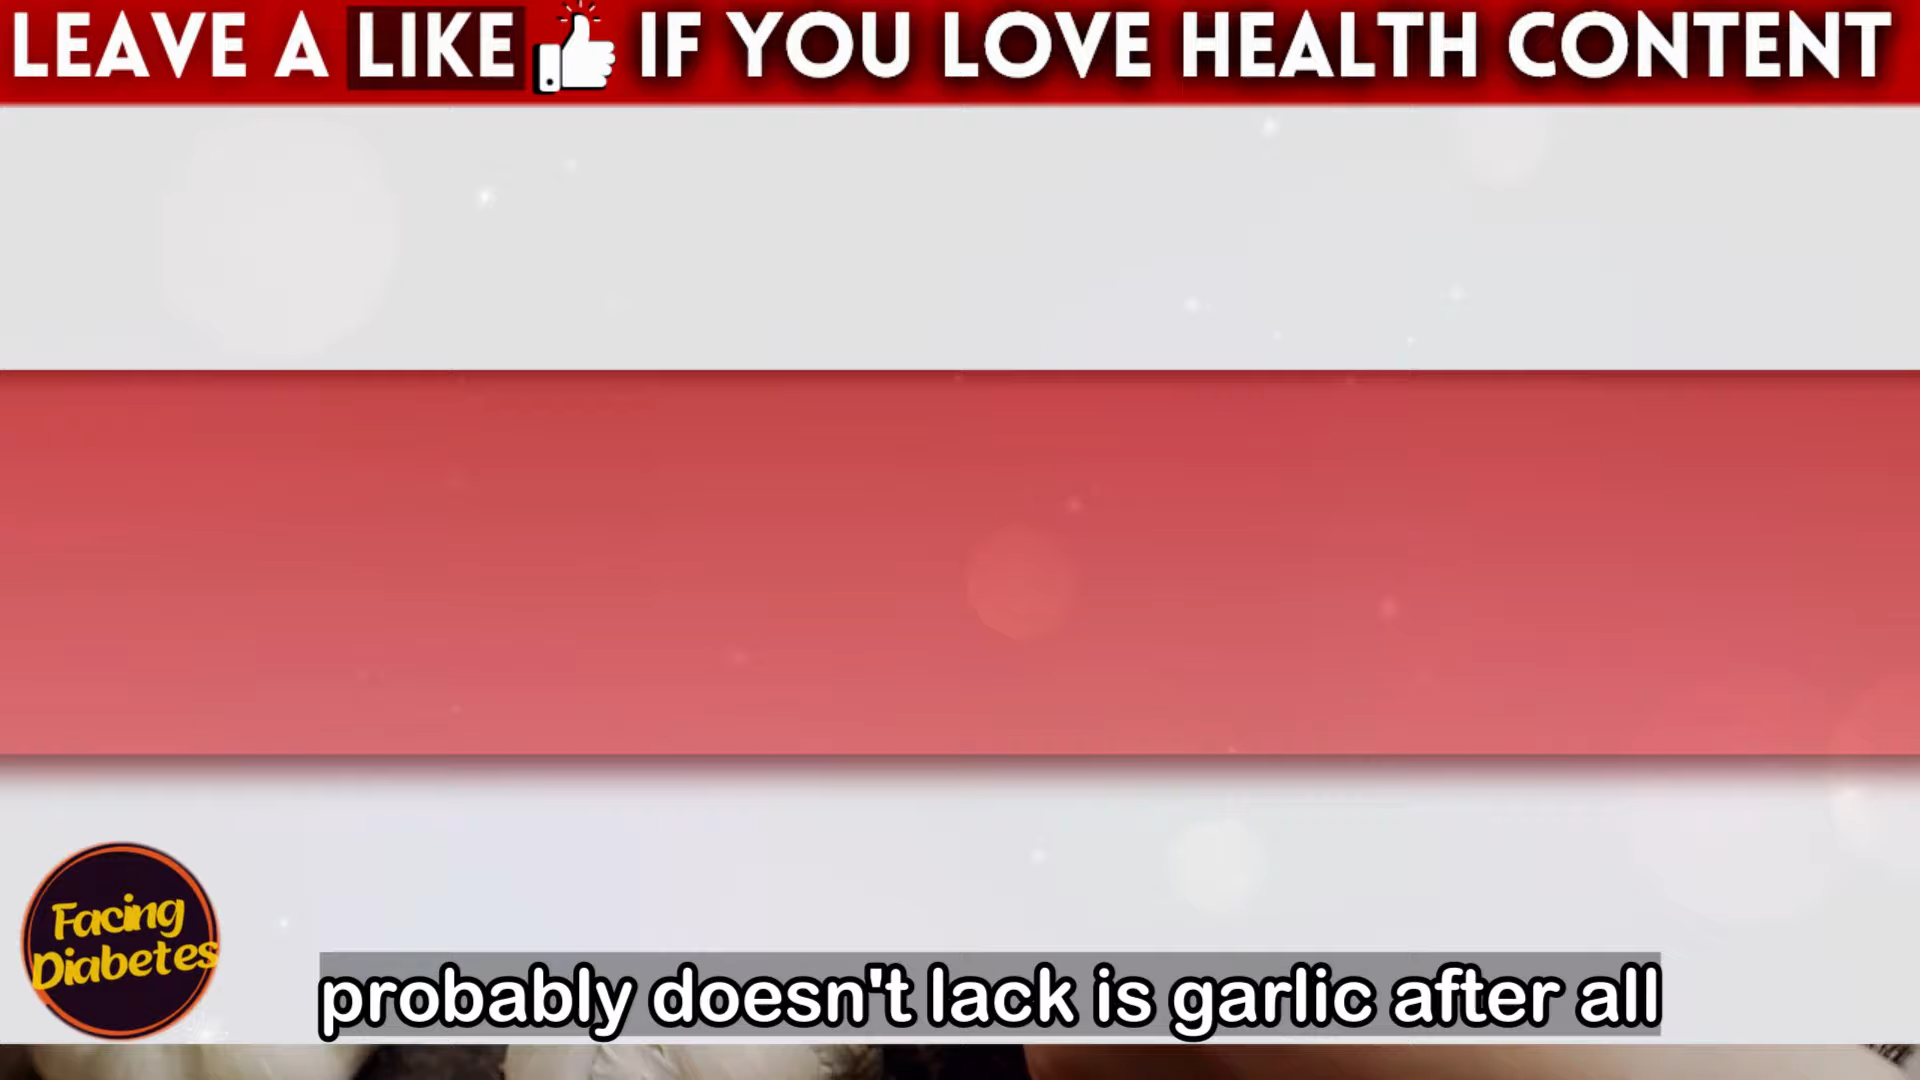 LEAVE A LIKE IF YOU LOVE HEALTH CONTENT
Facing
Diabetes
probably doesn't lack is garlic after all